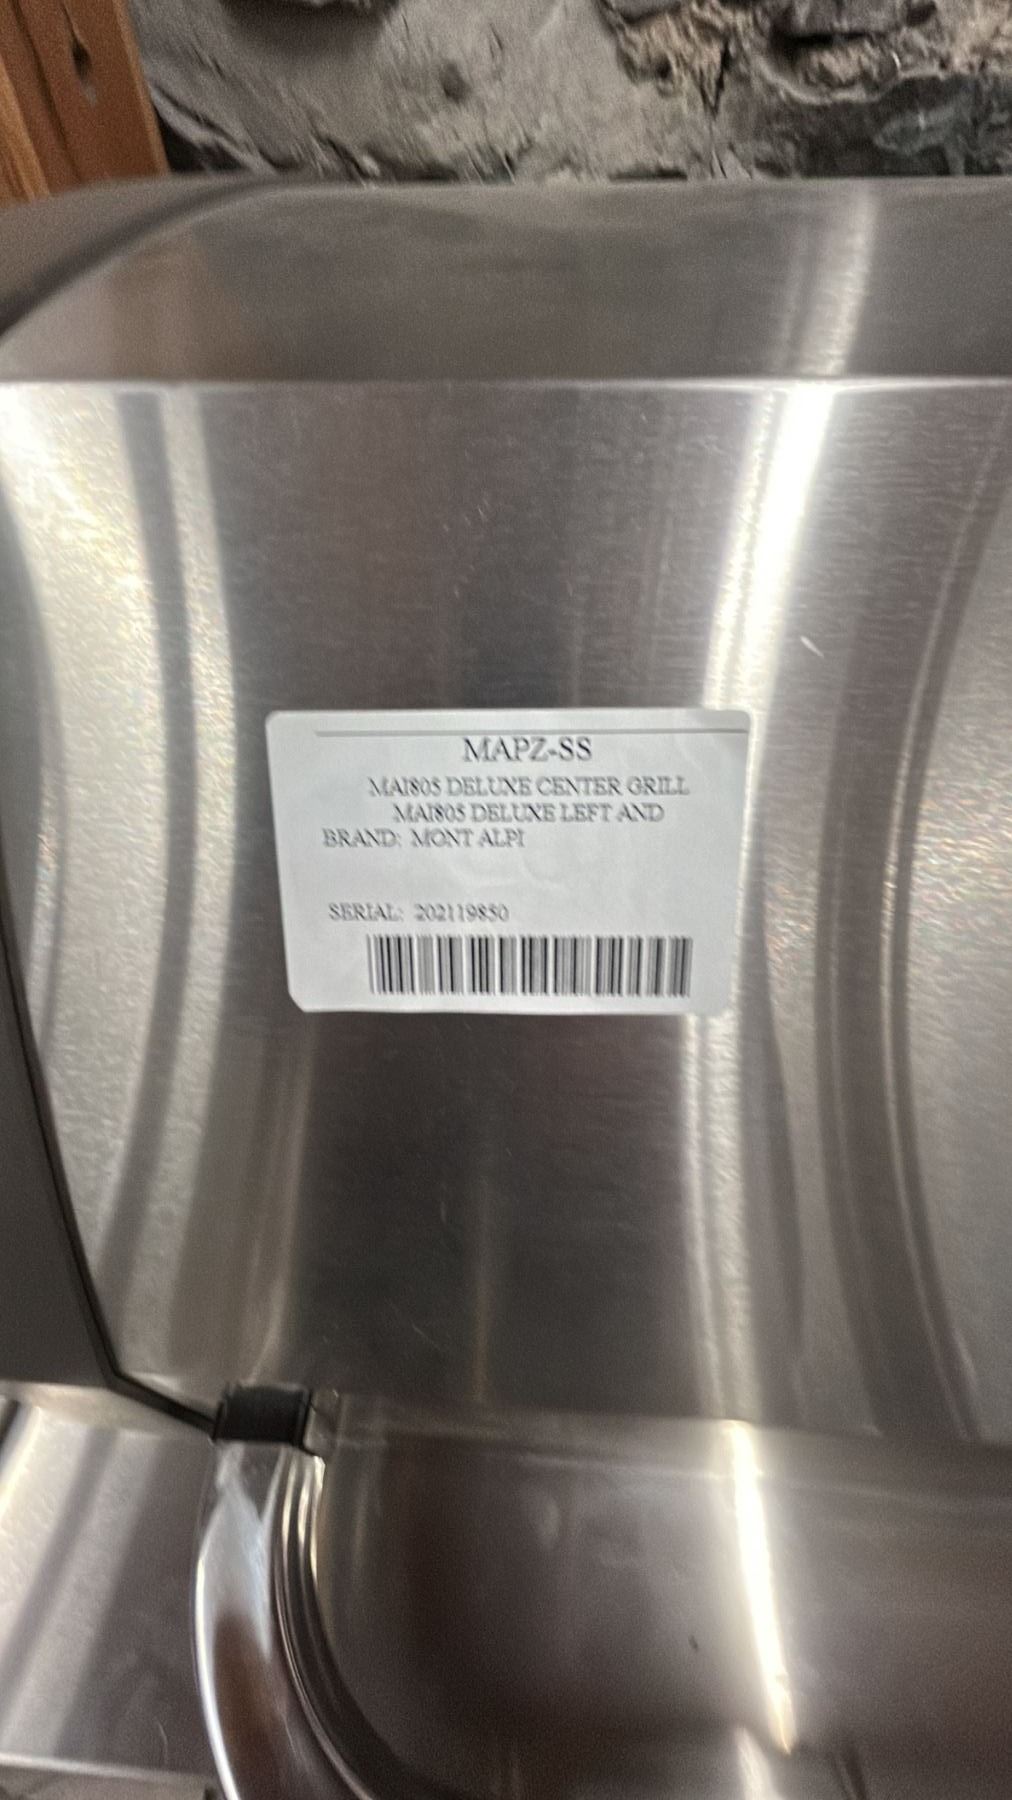 MAPZ-SS
MAI805 DELUXE CENTER GRILL
MAI805 DELUXE LEFT AND
BRAND: MONT ALPI
SERIAL: 202119850